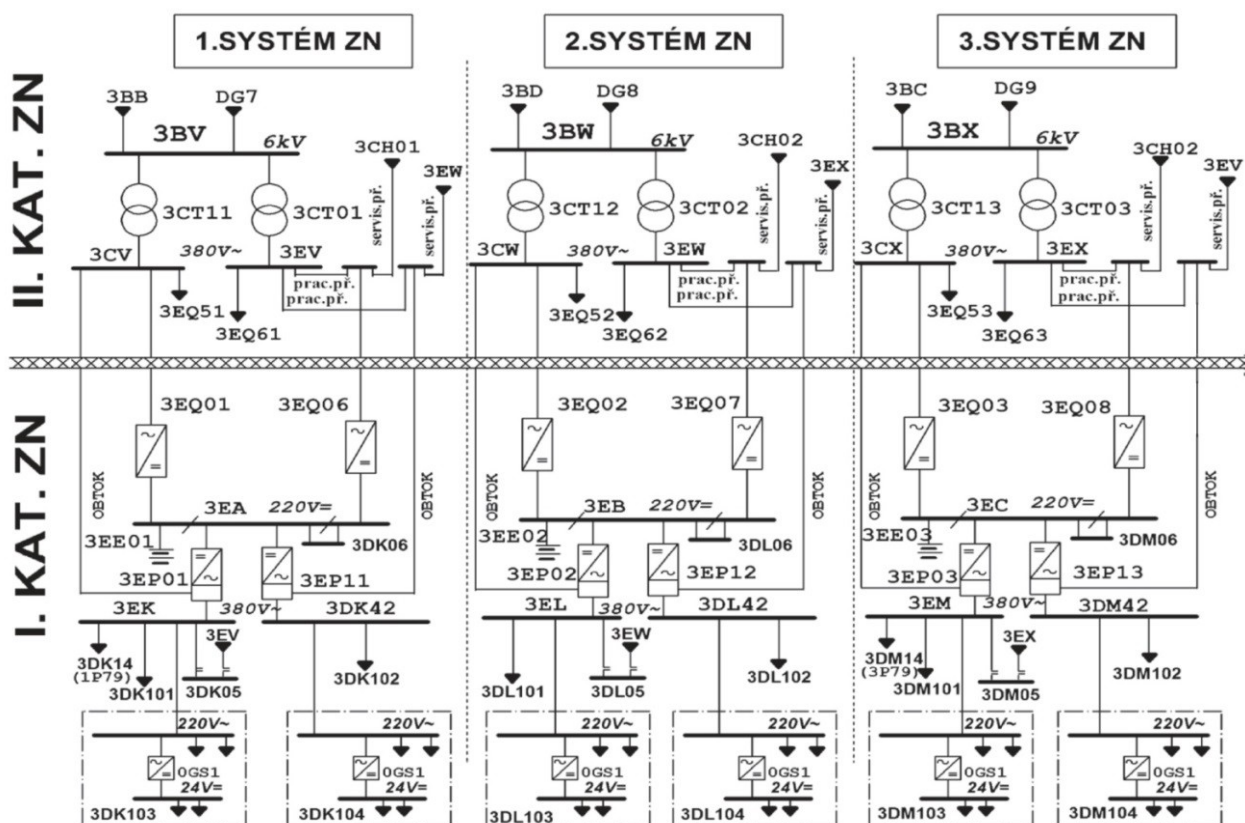 1.SYSTÉM ZN
2.SYSTÉM ZN
3.SYSTÉM ZN
II. KAT. ZN
3BB
DG7
3BV
6kV
3CH01
3EW
3CT11
3CT01
servis.př.
servis.př.
3CV
380V~
3EV
prac.př.
prac.př.
3EQ51
3EQ61
3BD
DG8
3BW
6kV
3CH02
3EX
3CT12
3CT02
servis.př.
servis.př.
3CW
380V~
3EW
prac.př.
prac.př.
3EQ52
3EQ62
3BC
DG9
3BX
6kV
3CH02
3EV
3CT13
3CT03
servis.př.
servis.př.
3CX
380V~
3EX
prac.př.
prac.př.
3EQ53
3EQ63
I. KAT. ZN
3EQ01
3EQ06
OBTOK
OBTOK
3EA
220V=
3EE01
3DK06
3EP01
3EP11
3EK
380V~
3DK42
3EV
3DK14
(1P79)
3DK101
3DK05
3DK102
220V~
0GS1
24V=
3DK103
220V~
0GS1
24V=
3DK104
3EQ02
3EQ07
OBTOK
OBTOK
3EB
220V=
3EE02
3DL06
3EP02
3EP12
3EL
380V~
3DL42
3EW
3DL101
3DL05
3DL102
220V~
0GS1
24V=
3DL103
220V~
0GS1
24V=
3DL104
3EQ03
3EQ08
OBTOK
OBTOK
3EC
220V=
3EE03
3DM06
3EP03
3EP13
3EM
380V~
3DM42
3EX
3DM14
(3P79)
3DM101
3DM05
3DM102
220V~
0GS1
24V=
3DM103
220V~
0GS1
24V=
3DM104